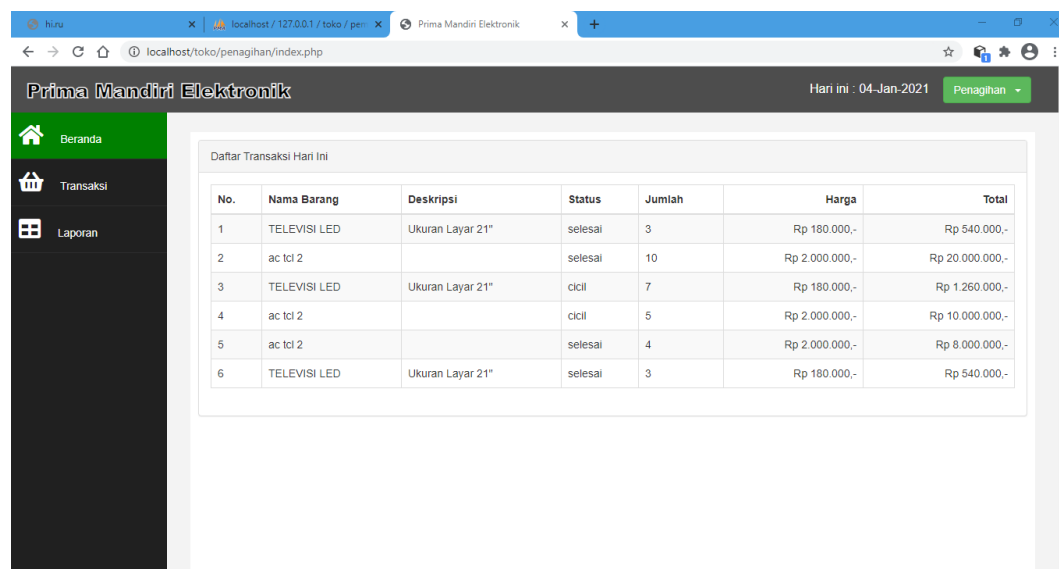 hi.ru
localhost / 127.0.0.1 / toko / pen
Prima Mandiri Elektronik
localhost/toko/penagihan/index.php
1
Prima Mandiri Elektronik
Hari ini : 04-Jan-2021
Penagihan
Beranda
Transaksi
Laporan
Daftar Transaksi Hari Ini
No. Nama Barang Deskripsi Status Jumlah Harga Total
1 TELEVISI LED Ukuran Layar 21" selesai 3 Rp 180.000,- Rp 540.000,-
2 ac tcl 2 selesai 10 Rp 2.000.000,- Rp 20.000.000,-
3 TELEVISI LED Ukuran Layar 21" cicil 7 Rp 180.000,- Rp 1.260.000,-
4 ac tcl 2 cicil 5 Rp 2.000.000,- Rp 10.000.000,-
5 ac tcl 2 selesai 4 Rp 2.000.000,- Rp 8.000.000,-
6 TELEVISI LED Ukuran Layar 21" selesai 3 Rp 180.000,- Rp 540.000,-